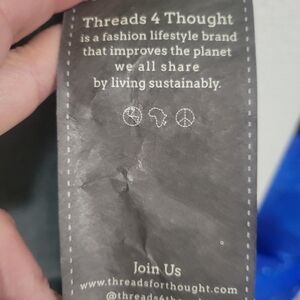 Threads 4 Thought
is a fashion lifestyle brand
that improves the planet
we all share
by living sustainably.
Join Us
www.threadsforthought.com
@threads4thought